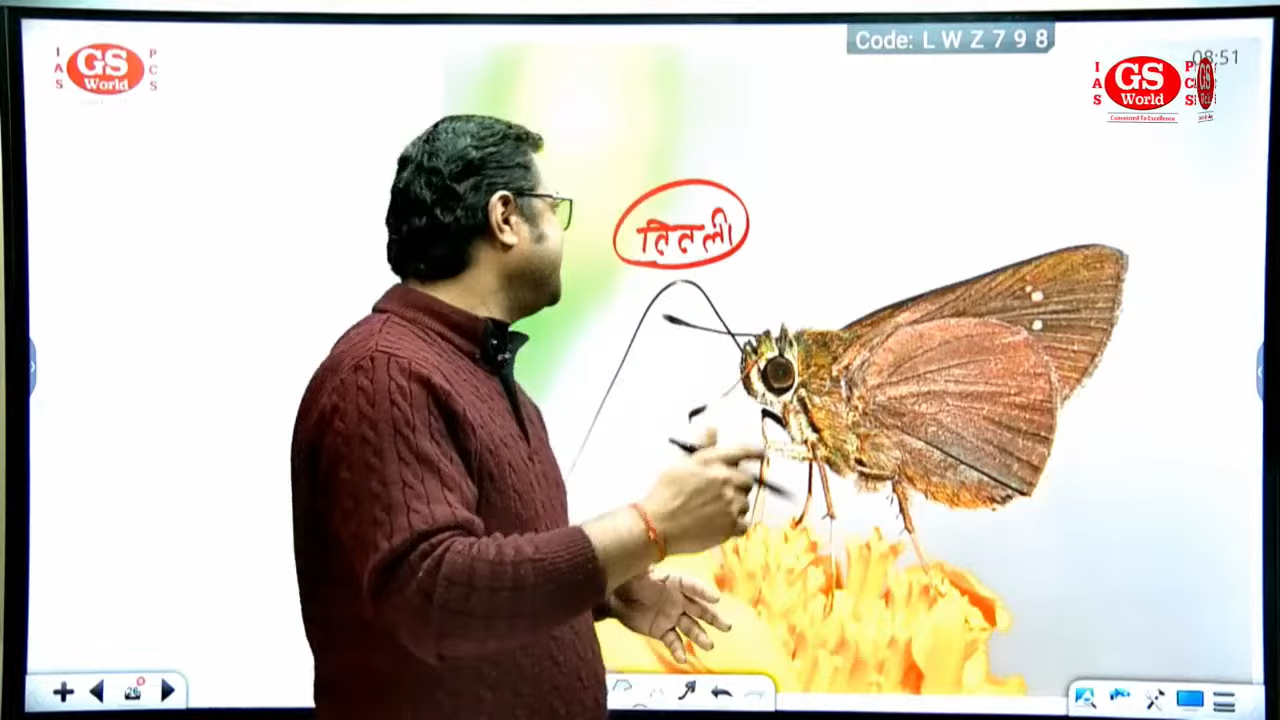 Code: L W Z 7 9 8
08:51
IAS
GS
World
PCS
IAS
GS
World
PCS
Committed To Excellence
तितली
26